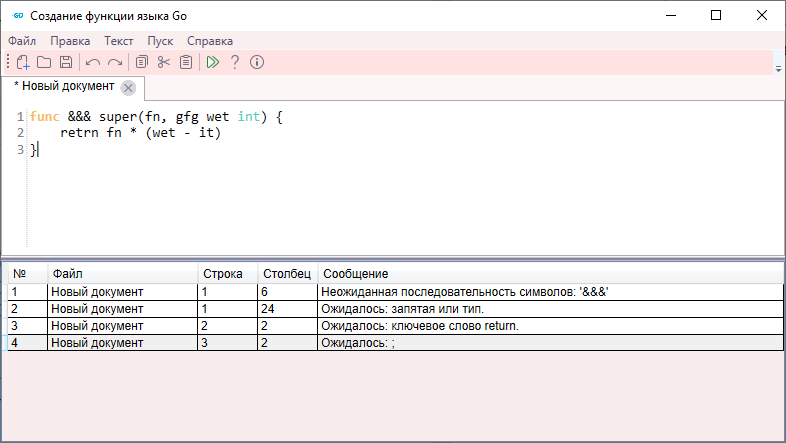 GO Создание функции языка Go
Файл Правка Текст Пуск Справка
* Новый документ
1 func &&& super(fn, gfg wet int) {
2 retrn fn * (wet - it)
3 }
№ Файл Строка Столбец Сообщение
1 Новый документ 1 6 Неожиданная последовательность символов: '&&&'
2 Новый документ 1 24 Ожидалось: запятая или тип.
3 Новый документ 2 2 Ожидалось: ключевое слово return.
4 Новый документ 3 2 Ожидалось: ;